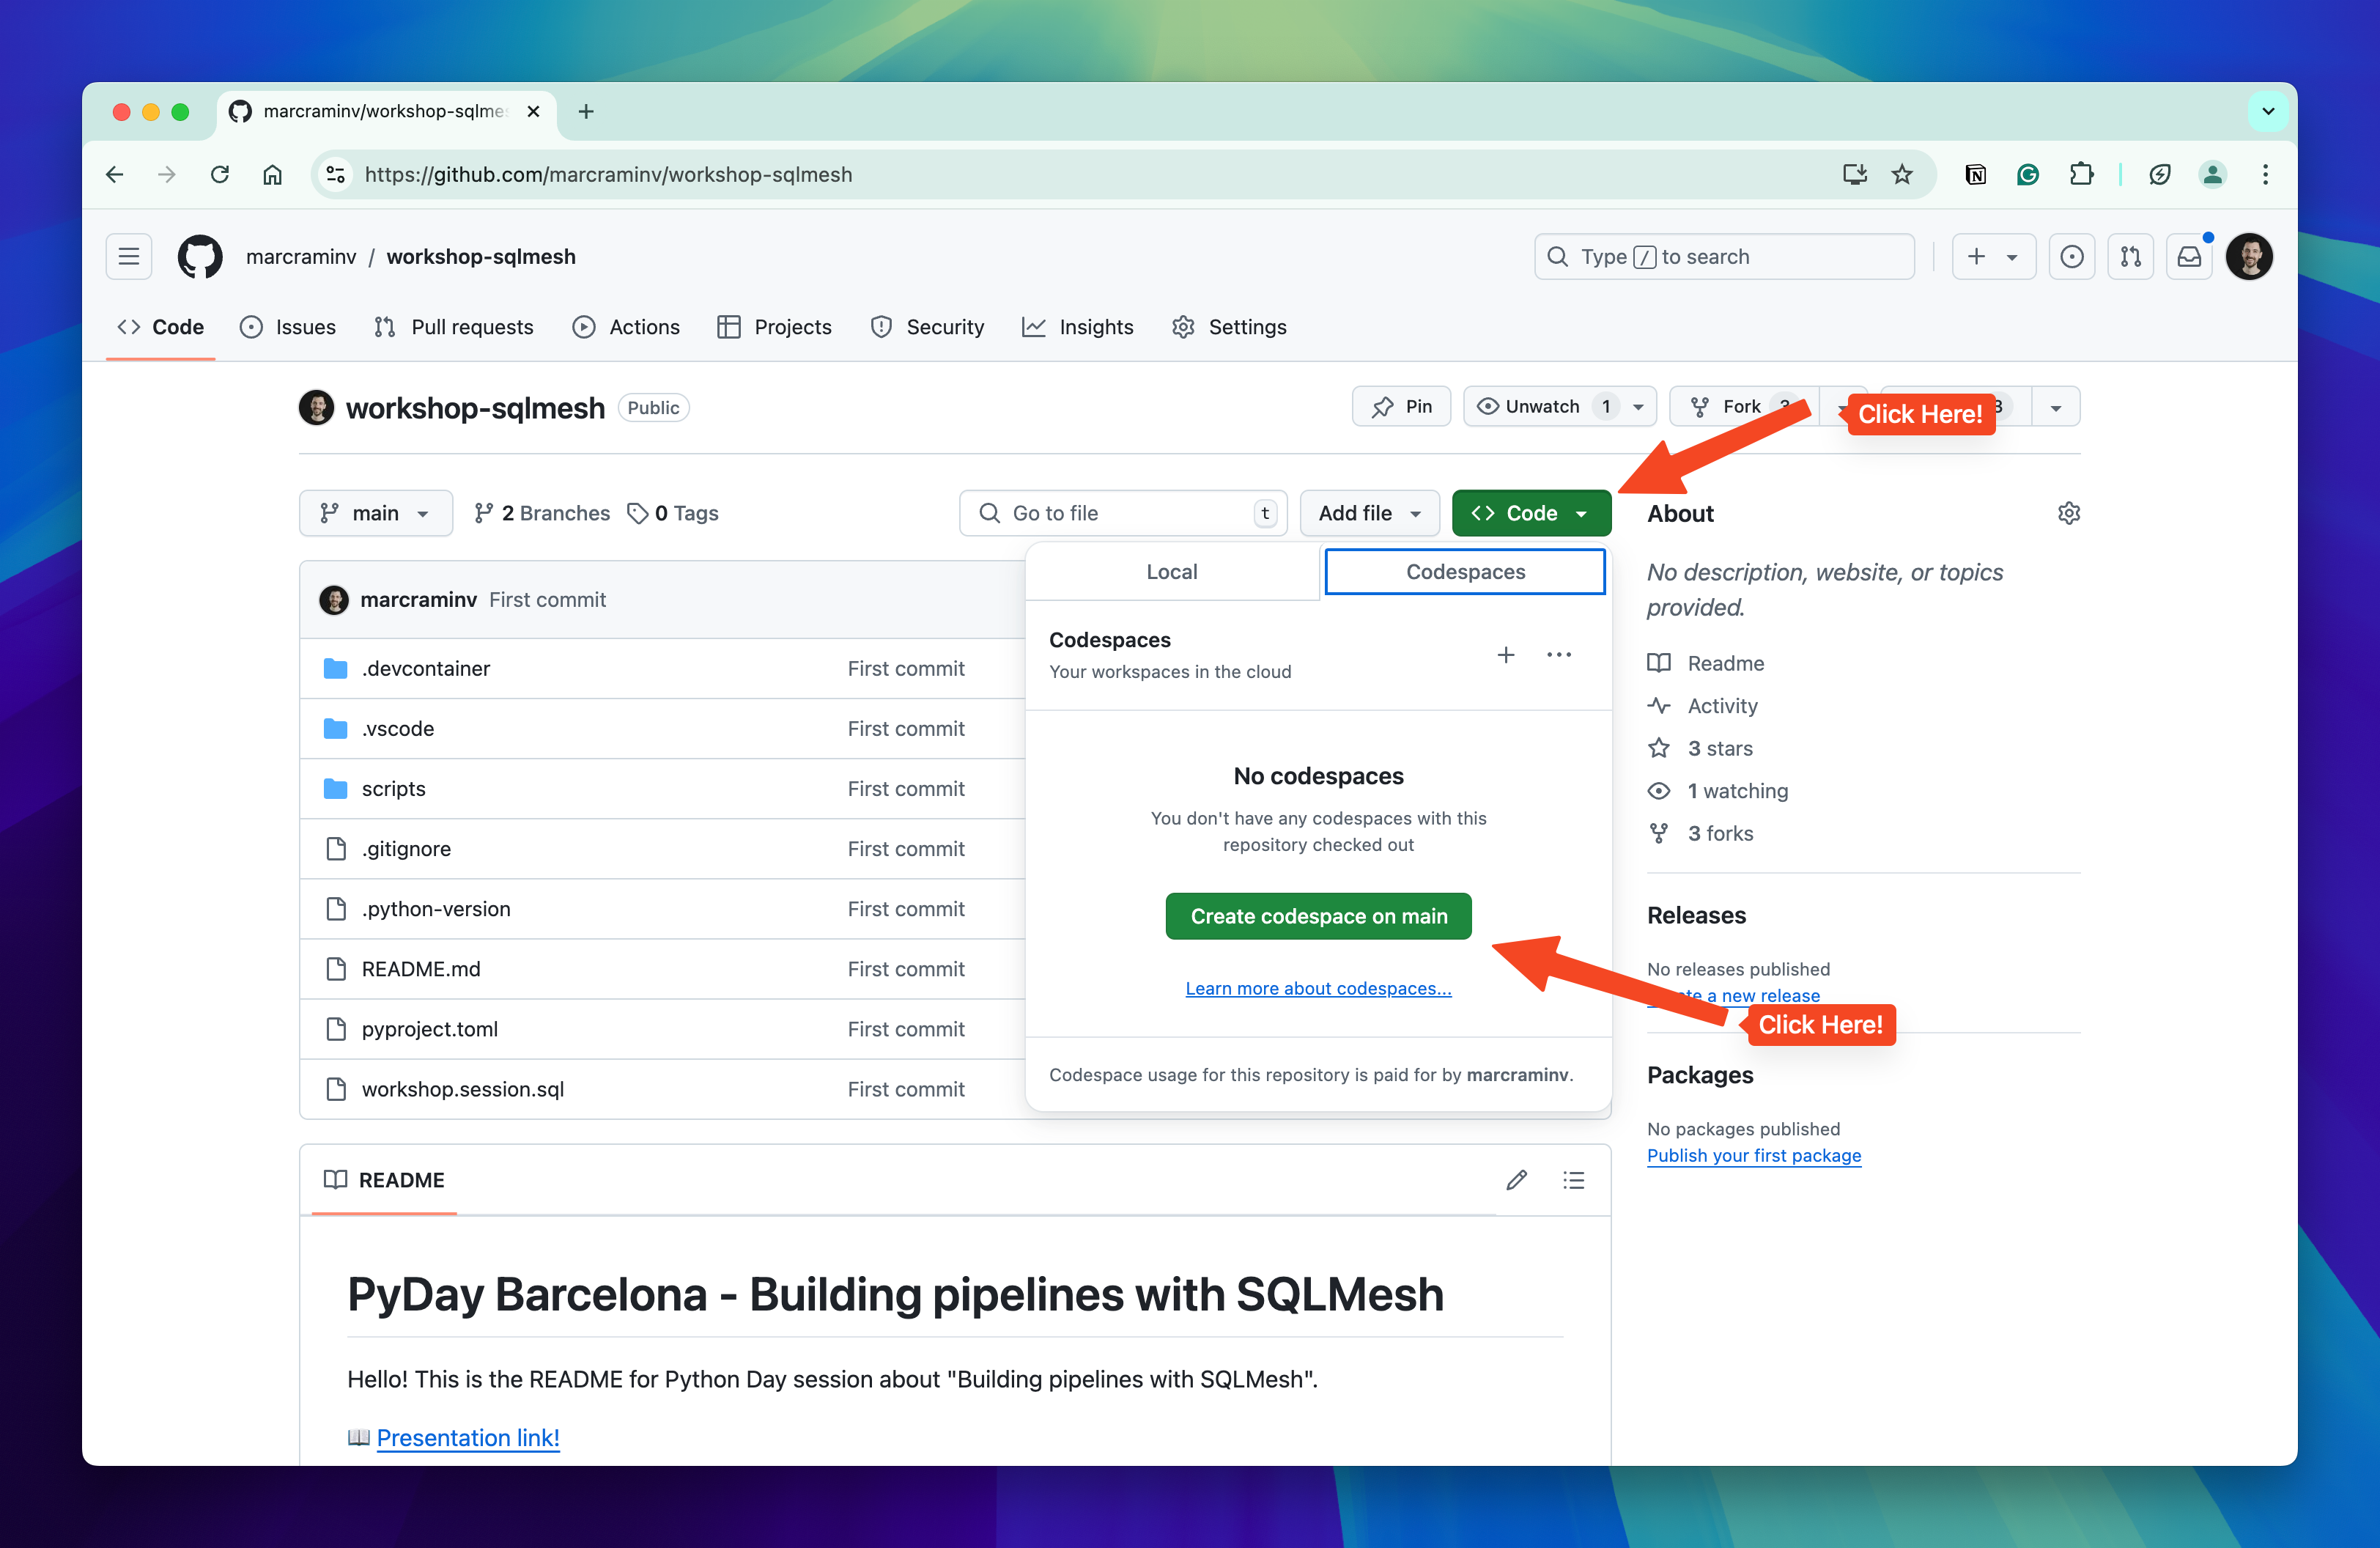 marcraminv/workshop-sqlme
https://github.com/marcraminv/workshop-sqlmesh
marcraminv / workshop-sqlmesh
Type / to search
Code
Issues
Pull requests
Actions
Projects
Security
Insights
Settings
workshop-sqlmesh
Public
Pin
Unwatch 1
Fork 3
Click Here!
3
main
2 Branches
0 Tags
Go to file
t
Add file
Code
About
No description, website, or topics
provided.
Readme
Activity
3 stars
1 watching
3 forks
Releases
No releases published
a new release
Click Here!
Packages
No packages published
Publish your first package
marcraminv First commit
.devcontainer First commit
.vscode First commit
scripts First commit
.gitignore First commit
.python-version First commit
README.md First commit
pyproject.toml First commit
workshop.session.sql First commit
Local
Codespaces
Codespaces
Your workspaces in the cloud
No codespaces
You don't have any codespaces with this
repository checked out
Create codespace on main
Learn more about codespaces...
Codespace usage for this repository is paid for by marcraminv.
README
PyDay Barcelona - Building pipelines with SQLMesh
Hello! This is the README for Python Day session about "Building pipelines with SQLMesh".
📖 Presentation link!